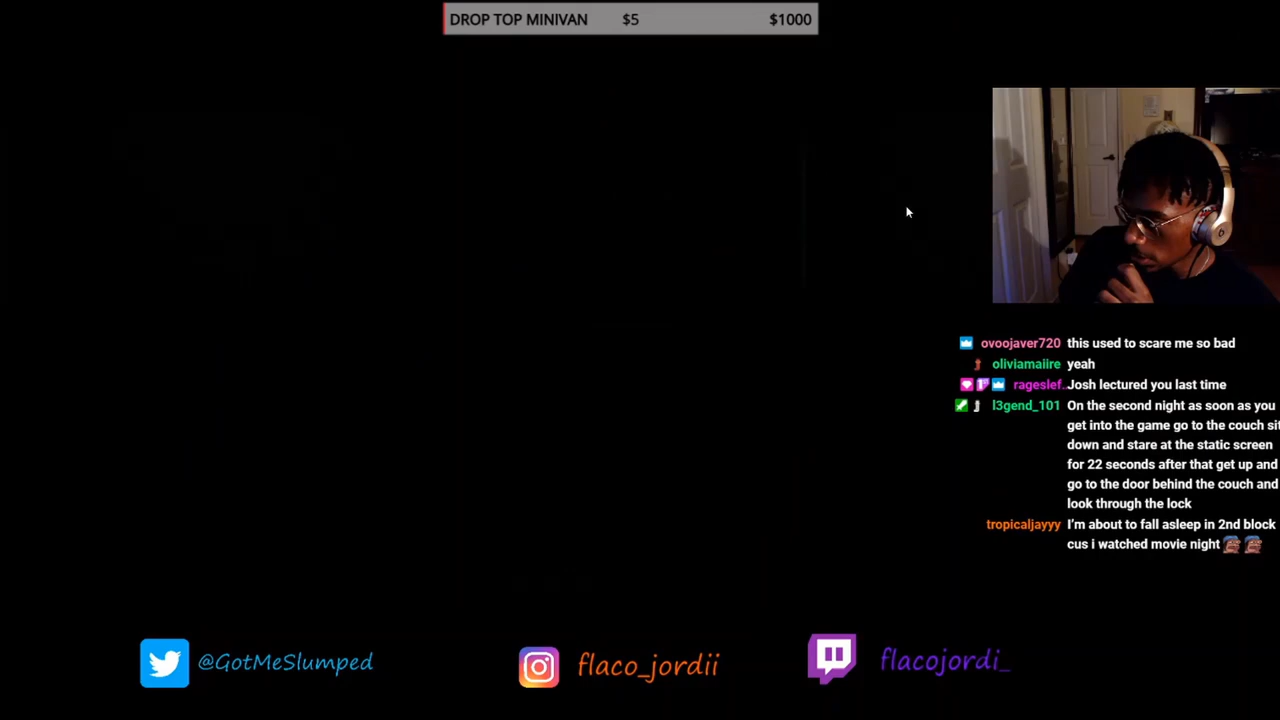 DROP TOP MINIVAN $5 $1000
ovoojaver720 this used to scare me so bad
oliviamaiire yeah
rageslef.. Josh lectured you last time
l3gend_101 On the second night as soon as you
get into the game go to the couch sit
down and stare at the static screen
for 22 seconds after that get up and
go to the door behind the couch and
look through the lock
tropicaljayyy I'm about to fall asleep in 2nd block
cus i watched movie night
@GotMeSlumped flaco_jordii flacojordi_